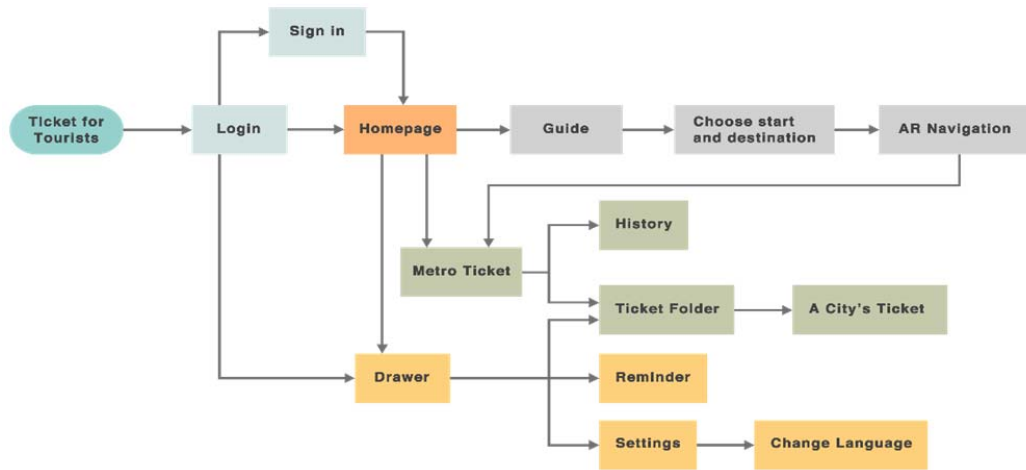 Sign in
Ticket for
Tourists
Login
Homepage
Guide
Choose start
and destination
AR Navigation
History
Metro Ticket
Ticket Folder
A City's Ticket
Drawer
Reminder
Settings
Change Language